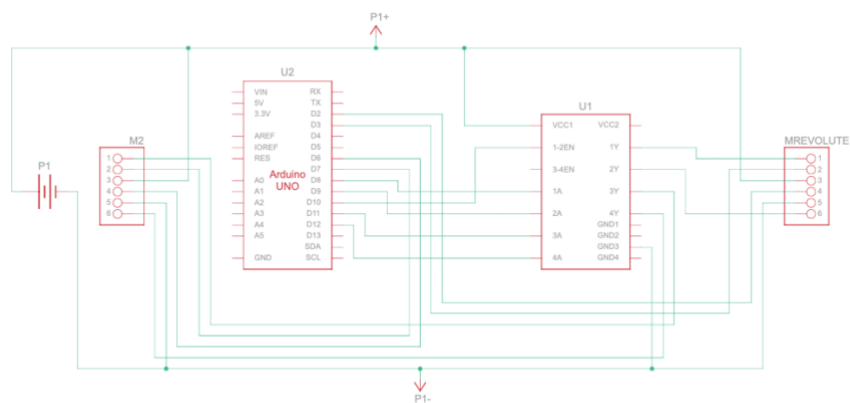 P1+
P1
M2
1
2
3
4
5
6
U2
VIN
5V
3.3V
AREF
IOREF
RES
A0
A1
A2
A3
A4
A5
GND
Arduino
UNO
RX
TX
D2
D3
D4
D5
D6
D7
D8
D9
D10
D11
D12
D13
SDA
SCL
U1
VCC1
1-2EN
3-4EN
1A
2A
3A
4A
VCC2
1Y
2Y
3Y
4Y
GND1
GND2
GND3
GND4
MREVOLUTE
1
2
3
4
5
6
P1-